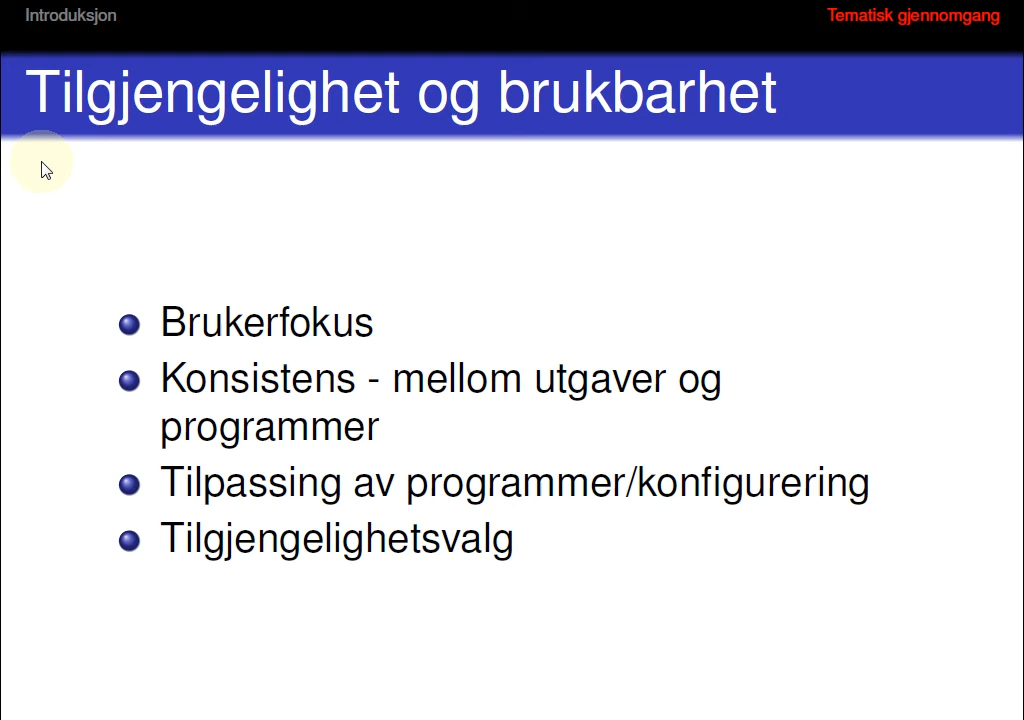 Introduksjon
Tematisk gjennomgang
Tilgjengelighet og brukbarhet
Brukerfokus
Konsistens - mellom utgaver og
programmer
Tilpassing av programmer/konfigurering
Tilgjengelighetsvalg